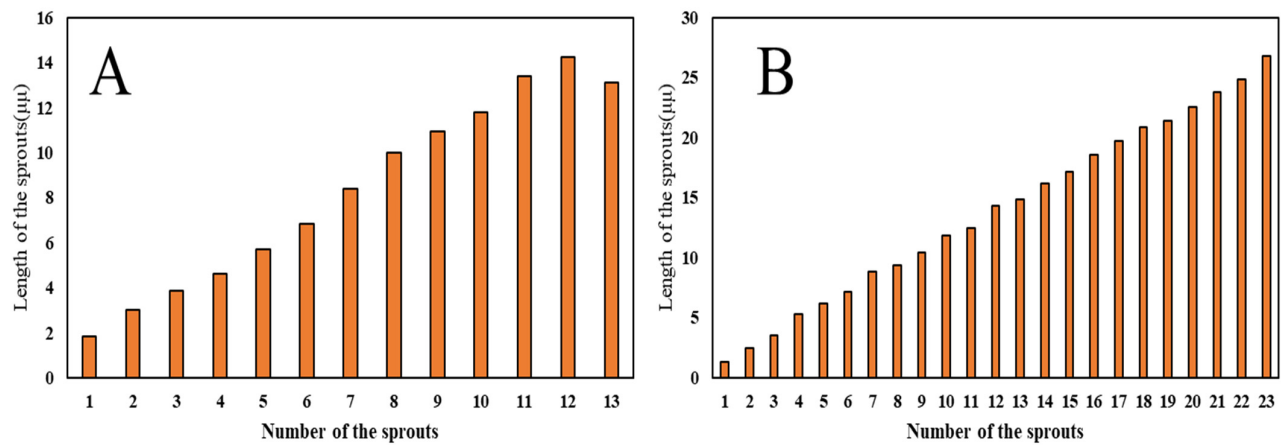 A
Length of the sprouts(μμ)
16
14
12
10
8
6
4
2
0
1 2 3 4 5 6 7 8 9 10 11 12 13
Number of the sprouts
B
Length of the sprouts(μμ)
30
25
20
15
10
5
0
1 2 3 4 5 6 7 8 9 10 11 12 13 14 15 16 17 18 19 20 21 22 23
Number of the sprouts